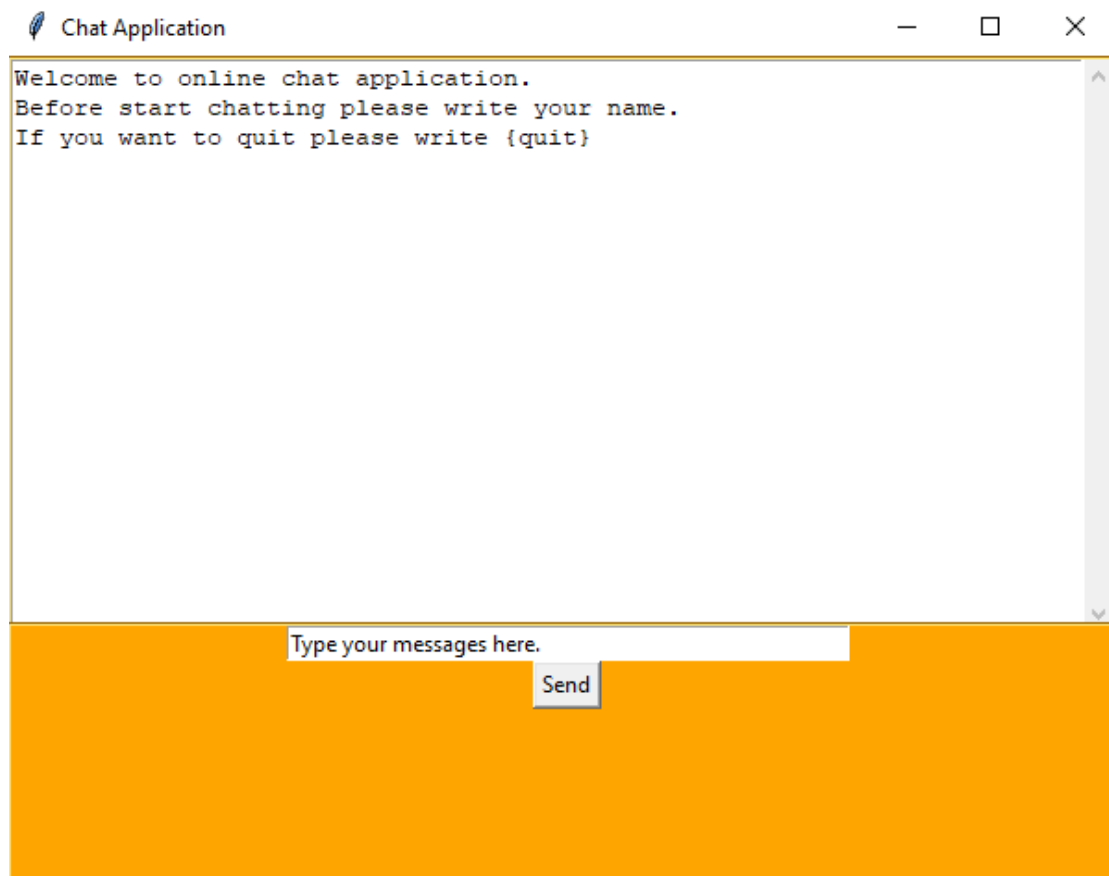 Chat Application
Welcome to online chat application.
Before start chatting please write your name.
If you want to quit please write {quit}
Type your messages here.
Send